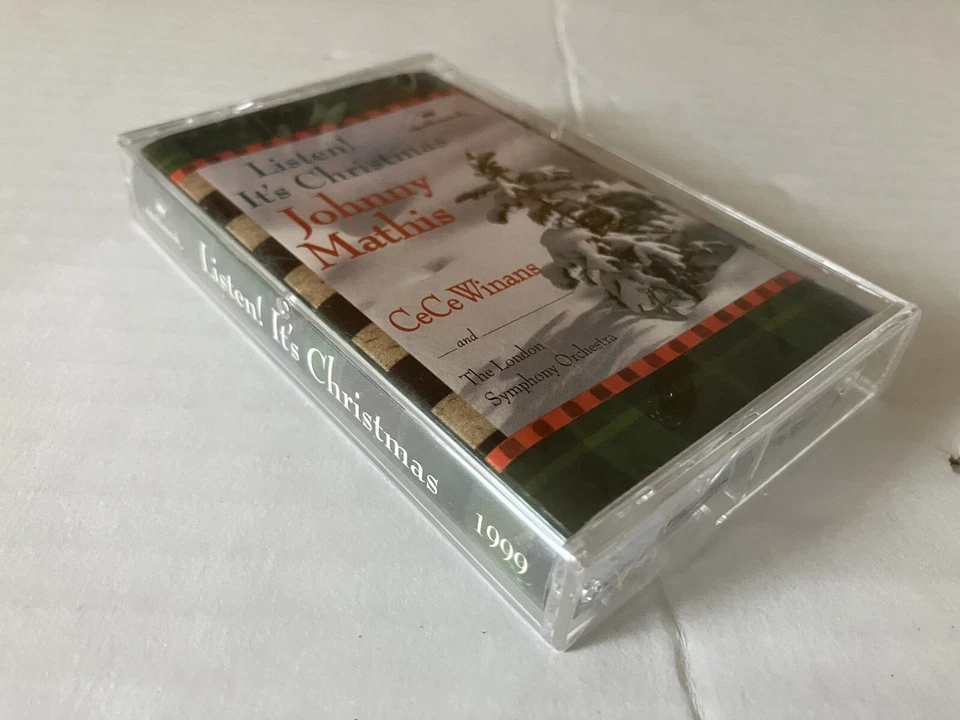 Listen!
It's Christmas
Johnny
Mathis
CeCe Winans
and
The London
Symphony Orchestra
Listen! It's Christmas 1999